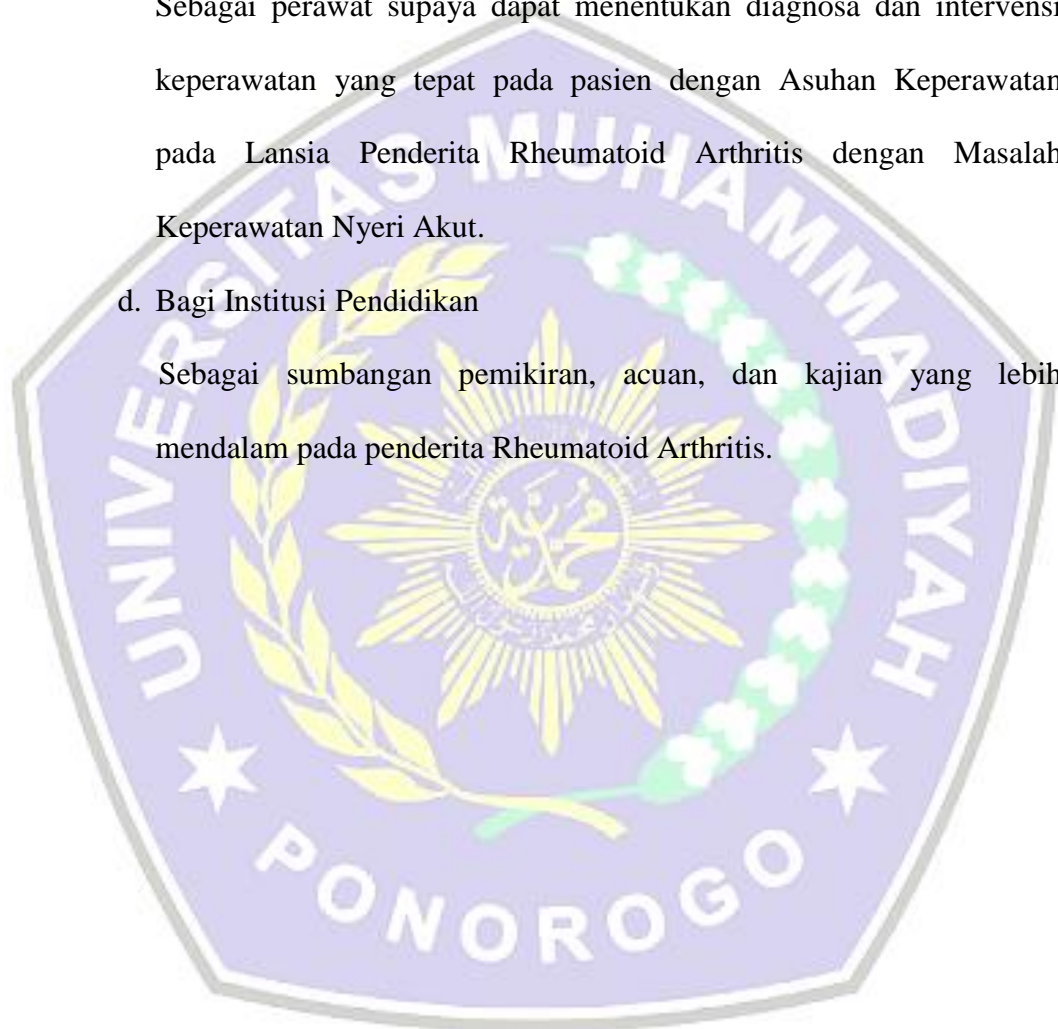 Sebagai perawat supaya dapat menentukan diagnosa dan intervensi
keperawatan yang tepat pada pasien dengan Asuhan Keperawatan
pada Lansia Penderita Rheumatoid Arthritis dengan Masalah
Keperawatan Nyeri Akut.
d. Bagi Institusi Pendidikan
Sebagai sumbangan pemikiran, acuan, dan kajian yang lebih
mendalam pada penderita Rheumatoid Arthritis.
UNIVERSITAS MUHAMMADIYAH
PONOROGO